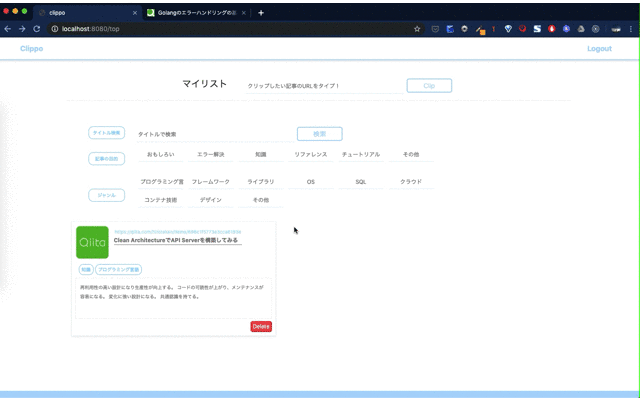 clippo
Golangのエラーハンドリングの基
localhost:8080/top
Clippo
Logout
マイリスト
クリップしたい記事のURLをタイプ！
Clip
タイトル検索
タイトルで検索
検索
記事の目的
おもしろい
エラー解決
知識
リファレンス
チュートリアル
その他
ジャンル
プログラミング言
フレームワーク
ライブラリ
OS
SQL
クラウド
コンテナ技術
デザイン
その他
Qiita
Clean ArchitectureでAPI Serverを構築してみる
知識
プログラミング言語
再利用性の高い設計になり生産性が向上する。 コードの可読性が上がり、メンテナンスが
容易になる。 変化に強い設計になる。 共通認識を持てる。
Delete